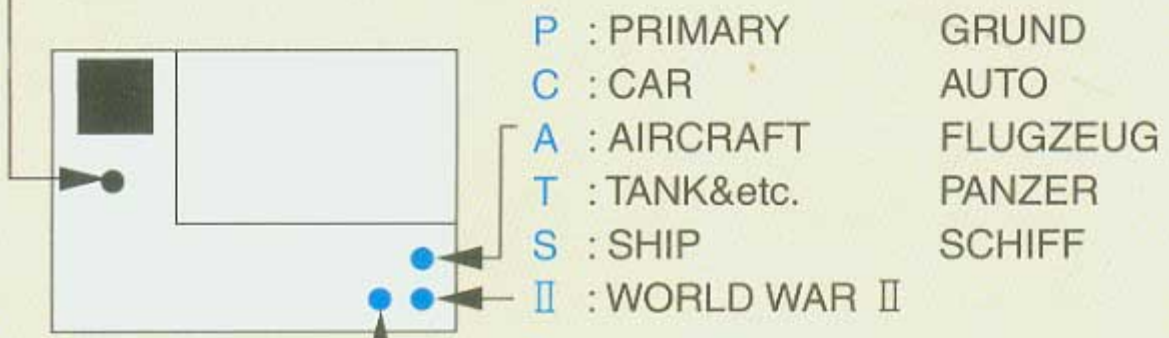 P : PRIMARY GRUND
C : CAR AUTO
A : AIRCRAFT FLUGZEUG
T : TANK&etc. PANZER
S : SHIP SCHIFF
Ⅱ : WORLD WAR Ⅱ